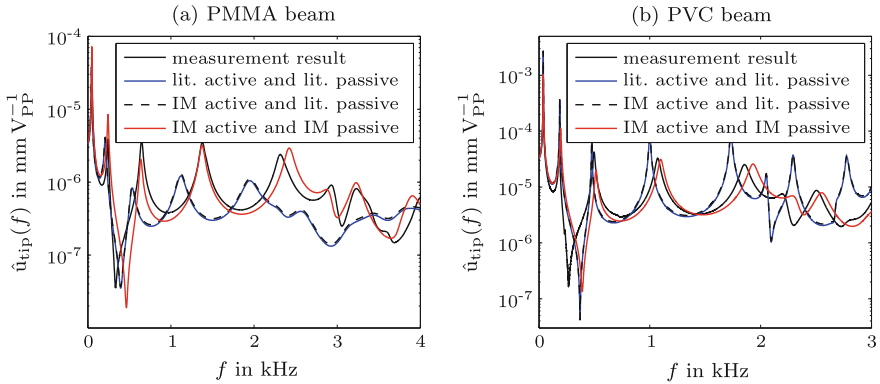 (a) PMMA beam
10⁻⁴
10⁻⁵
10⁻⁶
10⁻⁷
û_tip(f) in mm V_PP⁻¹
measurement result
lit. active and lit. passive
IM active and lit. passive
IM active and IM passive
0 1 2 3 4
f in kHz
(b) PVC beam
10⁻³
10⁻⁴
10⁻⁵
10⁻⁶
10⁻⁷
û_tip(f) in mm V_PP⁻¹
measurement result
lit. active and lit. passive
IM active and lit. passive
IM active and IM passive
0 1 2 3
f in kHz